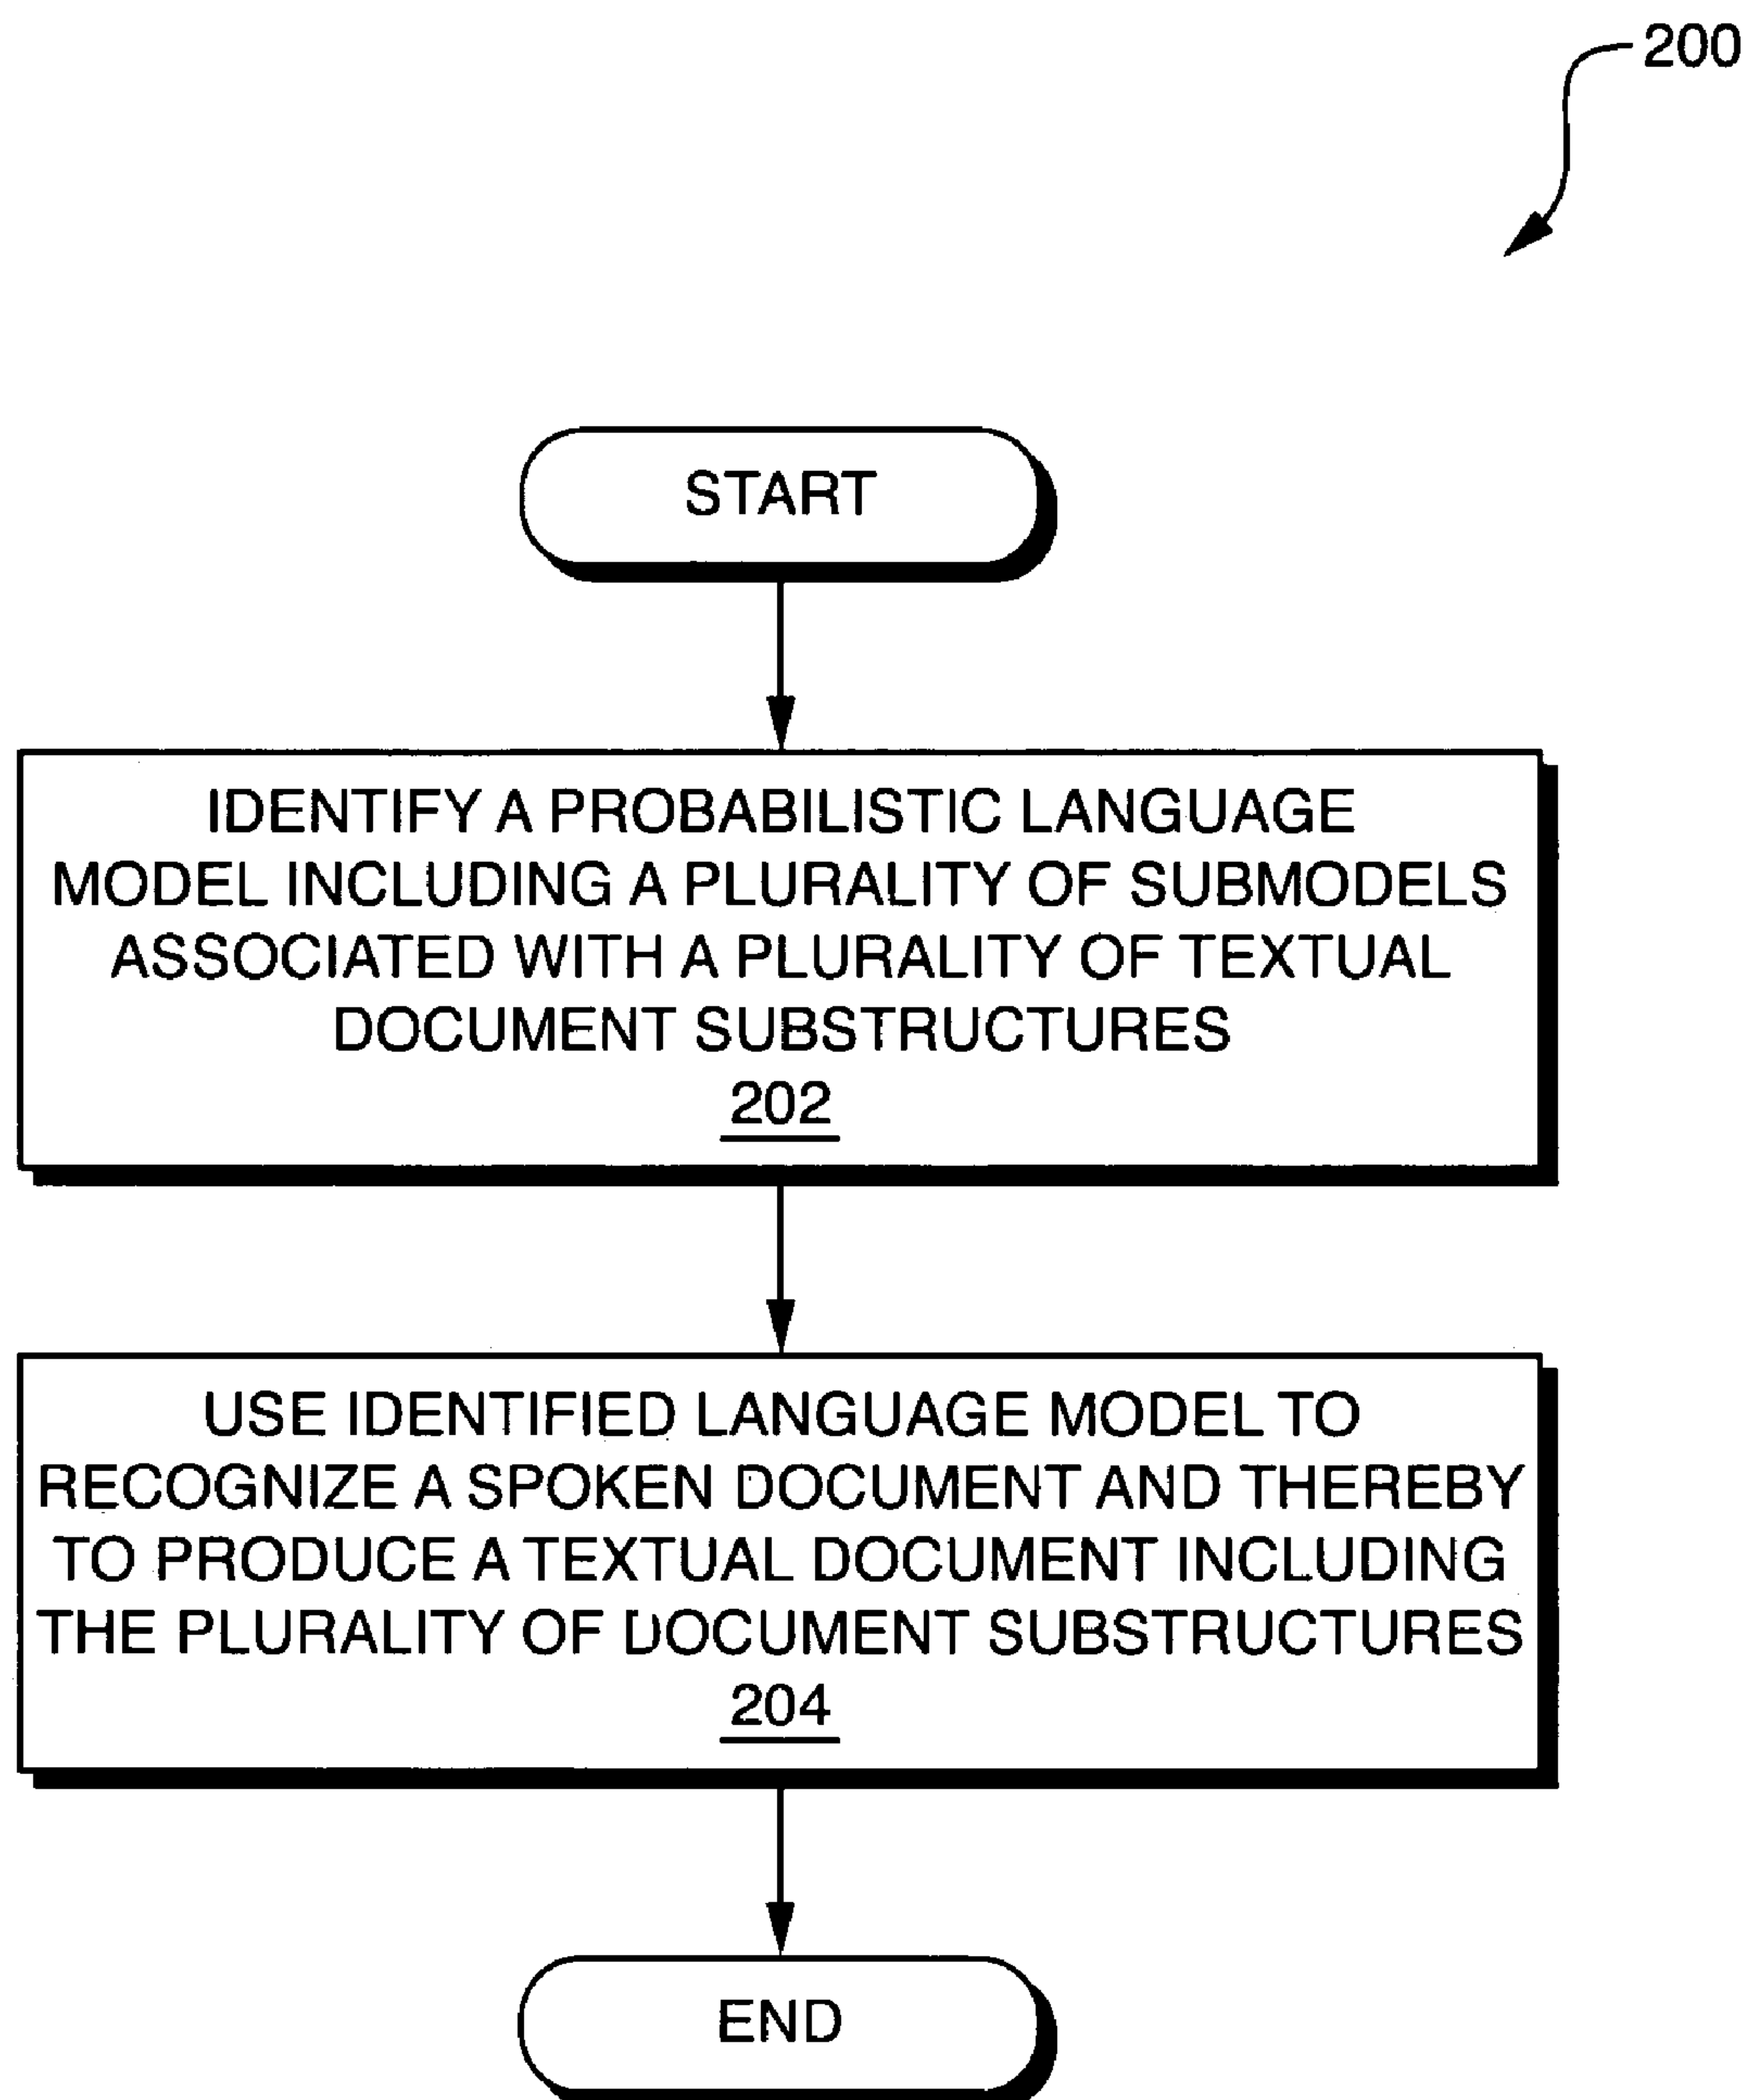 200
START
IDENTIFY A PROBABILISTIC LANGUAGE
MODEL INCLUDING A PLURALITY OF SUBMODELS
ASSOCIATED WITH A PLURALITY OF TEXTUAL
DOCUMENT SUBSTRUCTURES
202
USE IDENTIFIED LANGUAGE MODEL TO
RECOGNIZE A SPOKEN DOCUMENT AND THEREBY
TO PRODUCE A TEXTUAL DOCUMENT INCLUDING
THE PLURALITY OF DOCUMENT SUBSTRUCTURES
204
END